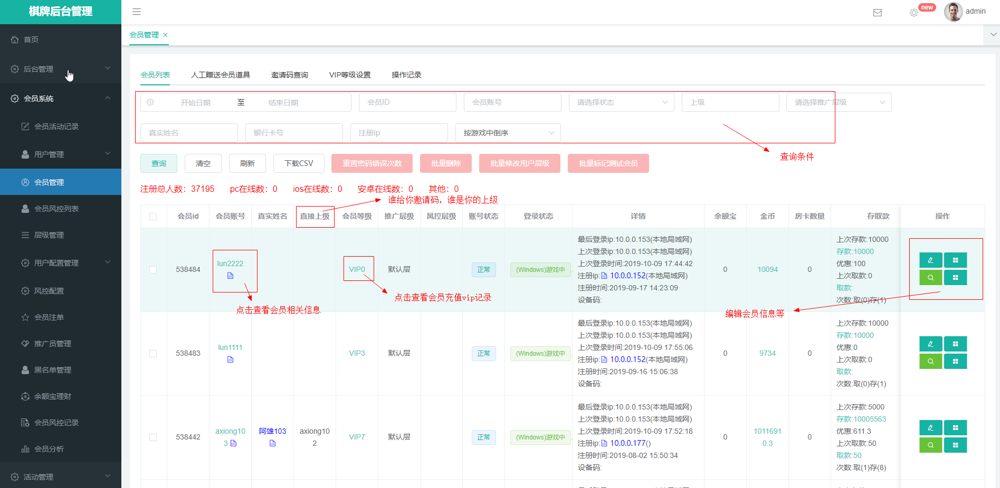 棋牌后台管理
new
admin
首页
后台管理
会员系统
会员活动记录
用户管理
会员管理
会员风控列表
层级管理
用户配置管理
风控配置
会员注单
推广员管理
黑名单管理
余额宝理财
会员风控记录
会员分析
活动管理
会员管理 ×
会员列表 人工赠送会员道具 邀请码查询 VIP等级设置 操作记录
开始日期 至 结束日期 会员ID 会员账号 请选择状态 上级 请选择推广层级
真实姓名 银行卡号 注册ip 按游戏中倒序
查询条件
查询 清空 刷新 下载CSV 重置密码错误次数 批量删除 批量修改用户层级 批量标记测试会员
注册总人数：37195 pc在线数：0 ios在线数：0 安卓在线数：0 其他：0
谁给你邀请码，谁是你的上级
会员id 会员账号 真实姓名 直接上级 会员等级 推广层级 风控层级 账号状态 登录状态 详情 余额宝 金币 房卡数量 存取款 操作
538484
lun2222
VIP0
默认层
正常
(Windows)游戏中
最后登录ip:10.0.0.153(本地局域网)
上次登录ip:10.0.0.153(本地局域网)
上次登录时间:2019-10-09 17:44:42
注册ip: 10.0.0.152(本地局域网)
注册时间:2019-09-17 14:23:09
设备码:
0
10094
0
上次存款:10000
存款:10000
优惠:100
上次取款:0
取款:
次数:取(0)存(1)
点击查看会员相关信息
点击查看会员充值vip记录
编辑会员信息等
538483
lun1111
VIP3
默认层
正常
(Windows)游戏中
最后登录ip:10.0.0.153(本地局域网)
上次登录ip:10.0.0.153(本地局域网)
上次登录时间:2019-10-09 17:55:06
注册ip: 10.0.0.152(本地局域网)
注册时间:2019-09-16 15:06:38
设备码:
0
9734
0
上次存款:10000
存款:10000
优惠:0
上次取款:0
取款:
次数:取(0)存(1)
538442
axiong10
3
阿雄103
axiong10
2
VIP7
默认层
正常
(Windows)游戏中
最后登录ip:10.0.0.153(本地局域网)
上次登录ip:10.0.0.153(本地局域网)
上次登录时间:2019-10-09 17:52:18
注册ip: 10.0.0.177()
注册时间:2019-08-02 15:50:34
设备码:
0
1011691
0.3
0
上次存款:5000
存款:10005563
优惠:611.3
上次取款:50
取款:50
次数:取(1)存(8)